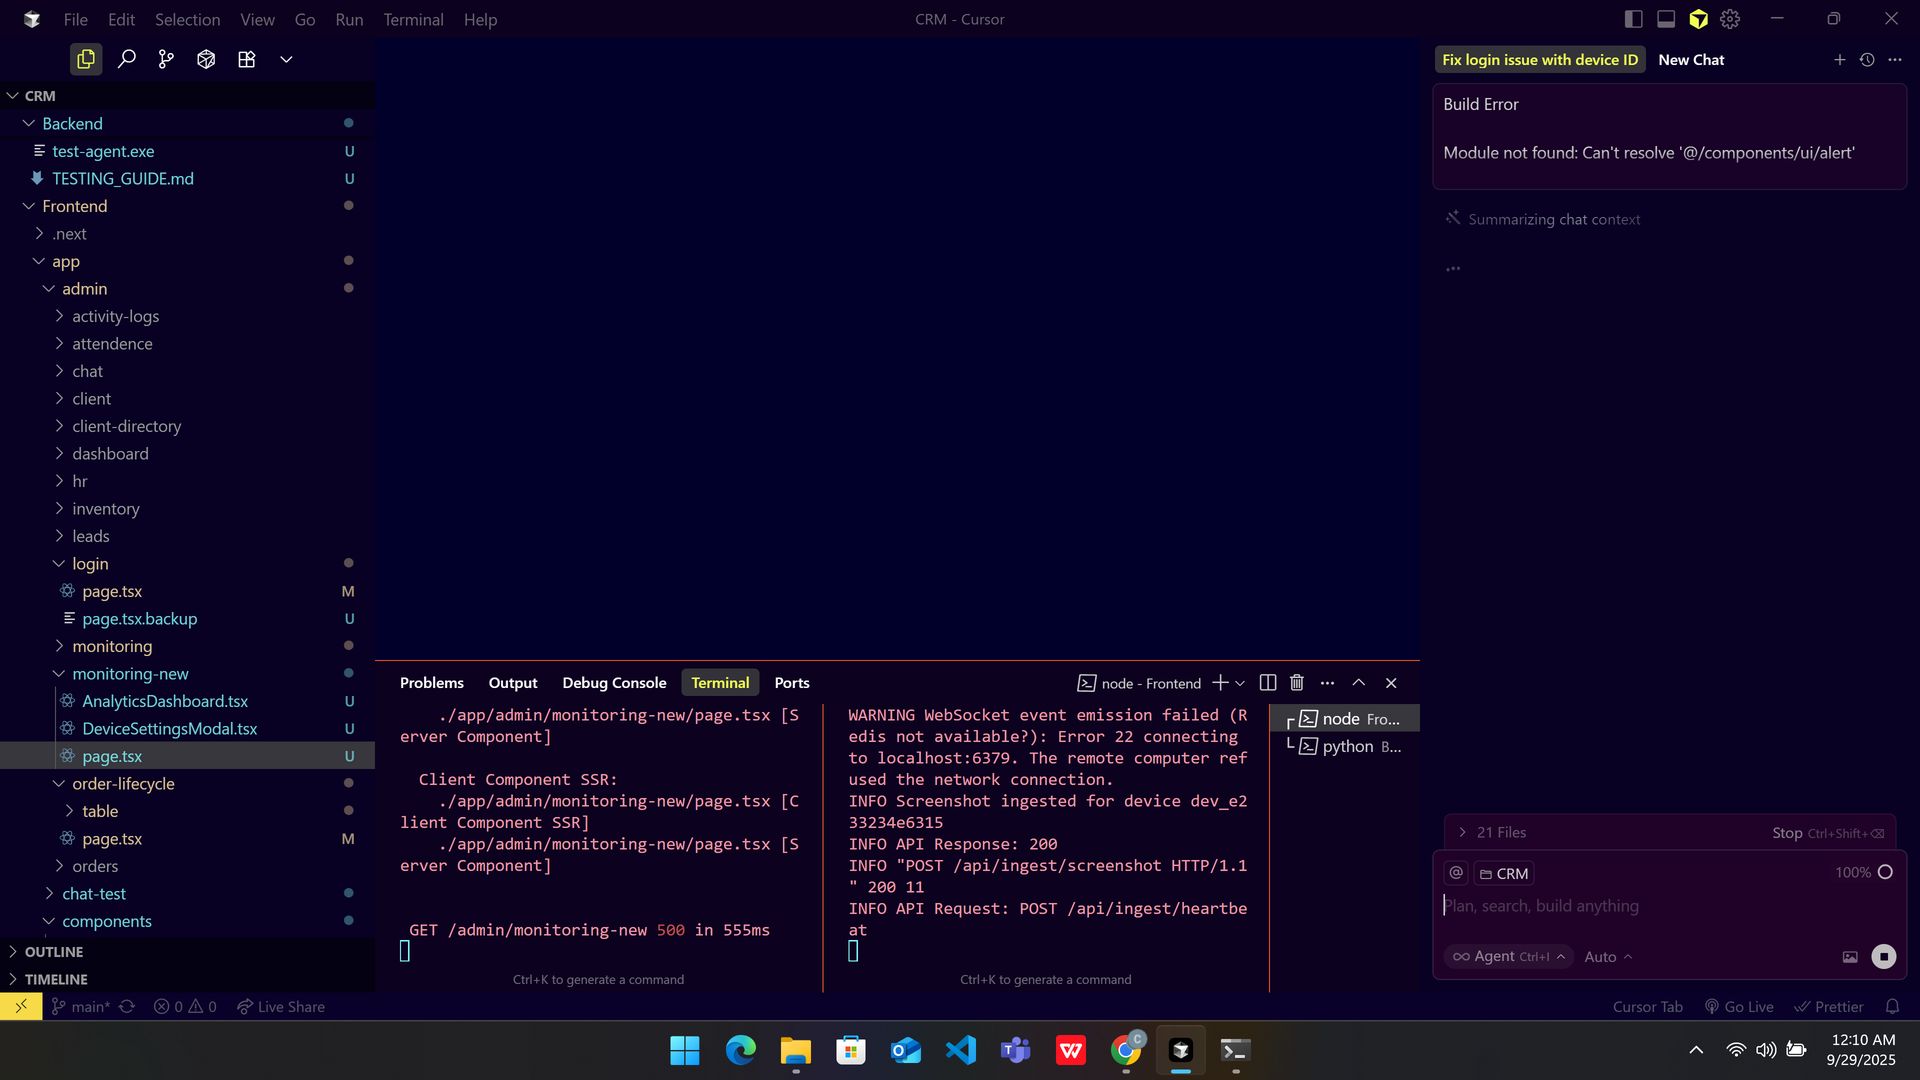 File Edit Selection View Go Run Terminal Help
CRM - Cursor
CRM
Backend
test-agent.exe U
TESTING_GUIDE.md U
Frontend
.next
app
admin
activity-logs
attendence
chat
client
client-directory
dashboard
hr
inventory
leads
login
page.tsx M
page.tsx.backup U
monitoring
monitoring-new
AnalyticsDashboard.tsx U
DeviceSettingsModal.tsx U
page.tsx U
order-lifecycle
table
page.tsx M
orders
chat-test
components
OUTLINE
TIMELINE
Problems Output Debug Console Terminal Ports
node - Frontend
./app/admin/monitoring-new/page.tsx [S
erver Component]
Client Component SSR:
./app/admin/monitoring-new/page.tsx [C
lient Component SSR]
./app/admin/monitoring-new/page.tsx [S
erver Component]
GET /admin/monitoring-new 500 in 555ms
Ctrl+K to generate a command
WARNING WebSocket event emission failed (R
edis not available?): Error 22 connecting
to localhost:6379. The remote computer ref
used the network connection.
INFO Screenshot ingested for device dev_e2
33234e6315
INFO API Response: 200
INFO "POST /api/ingest/screenshot HTTP/1.1
" 200 11
INFO API Request: POST /api/ingest/heartbe
at
Ctrl+K to generate a command
node Fro...
python B...
Fix login issue with device ID New Chat
Build Error
Module not found: Can't resolve '@/components/ui/alert'
Summarizing chat context
21 Files Stop Ctrl+Shift+⌫
@ CRM 100%
Plan, search, build anything
∞ Agent Ctrl+I Auto
main* 0 0 Live Share
Cursor Tab Go Live Prettier
C
12:10 AM
9/29/2025